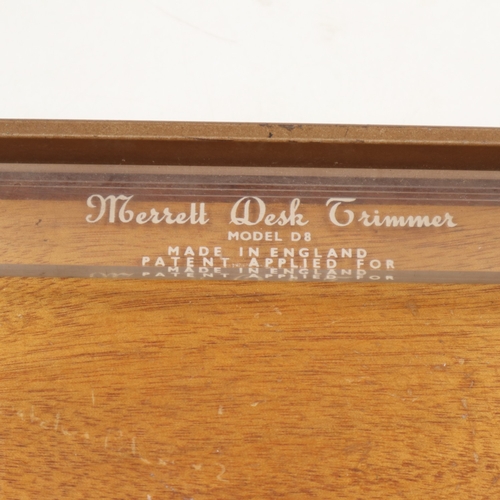 Merrett Desk Trimmer
MODEL D8
MADE IN ENGLAND
PATENT APPLIED FOR